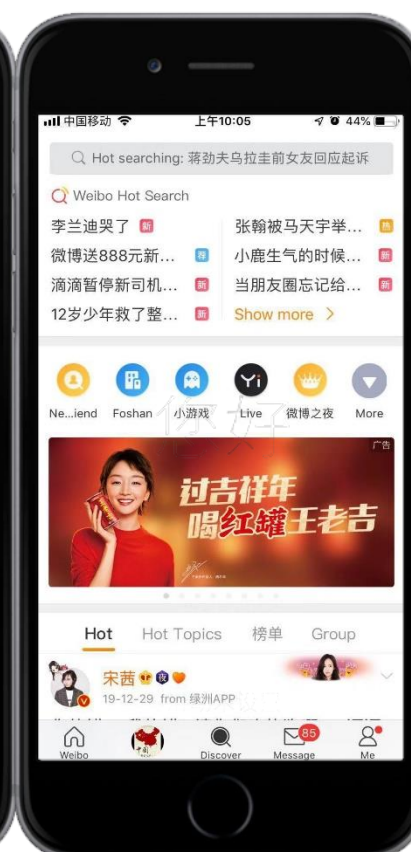 中国移动 上午10:05 44%
Hot searching: 蒋劲夫乌拉圭前女友回应起诉
Weibo Hot Search
李兰迪哭了 新 张翰被马天宇举... 热
微博送888元新... 荐 小鹿生气的时候... 新
滴滴暂停新司机... 新 当朋友圈忘记给... 新
12岁少年救了整... 新 Show more >
Ne...iend Foshan 小游戏 Live 微博之夜 More
你好
广告
过吉祥年
喝红罐王老吉
Hot Hot Topics 榜单 Group
宋茜
19-12-29 from 绿洲APP
中国
85
Weibo Discover Message Me